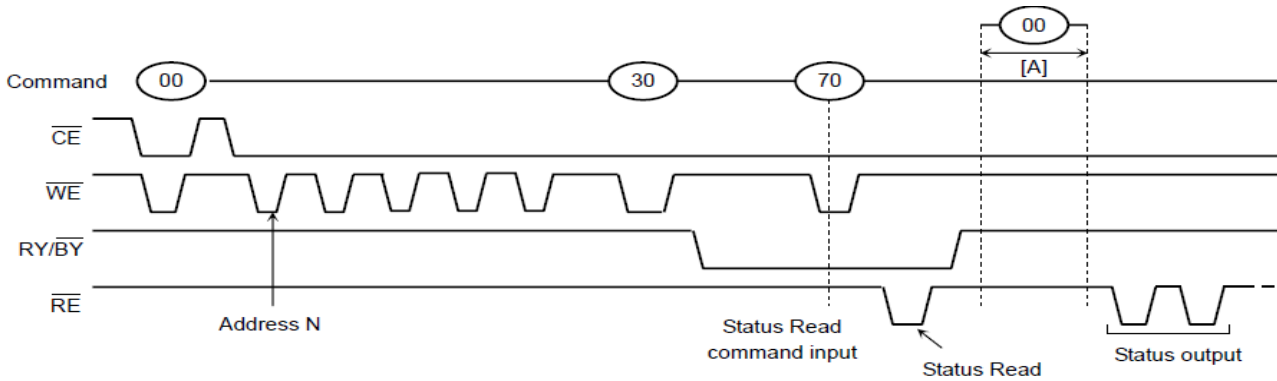 00
[A]
Command 00 30 70
CE
WE
RY/BY
RE
Address N
Status Read
command input
Status Read
Status output